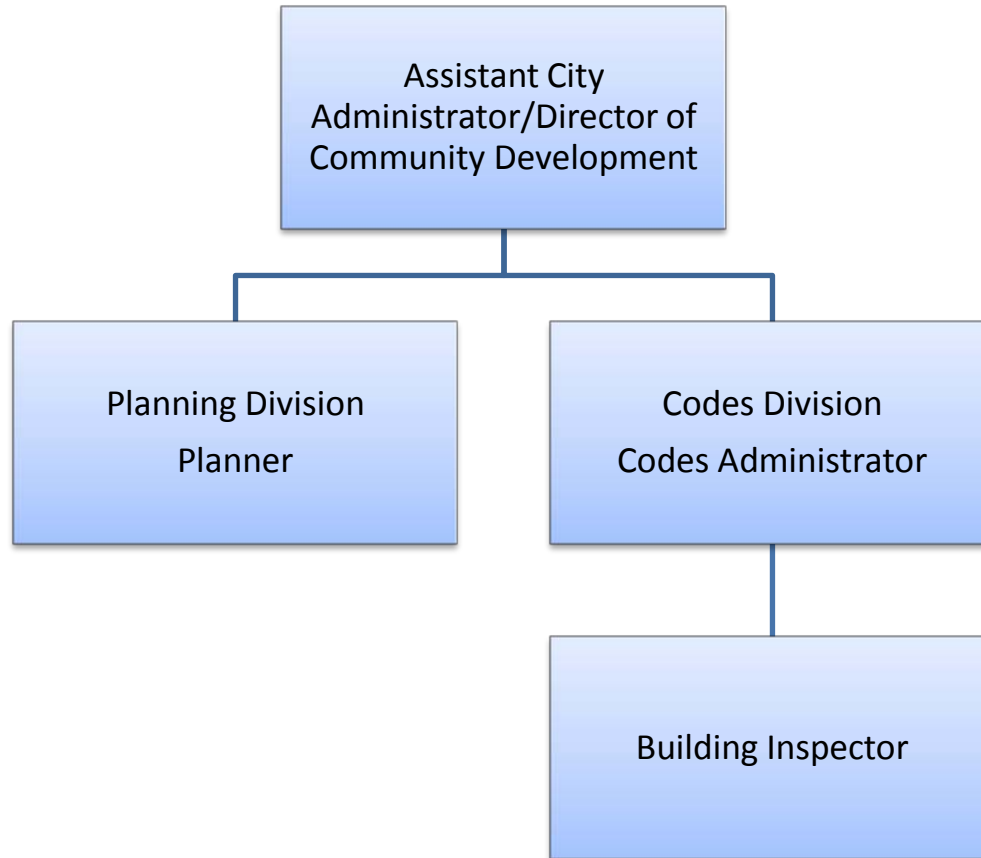 Assistant City
Administrator/Director of
Community Development
Planning Division
Planner
Codes Division
Codes Administrator
Building Inspector